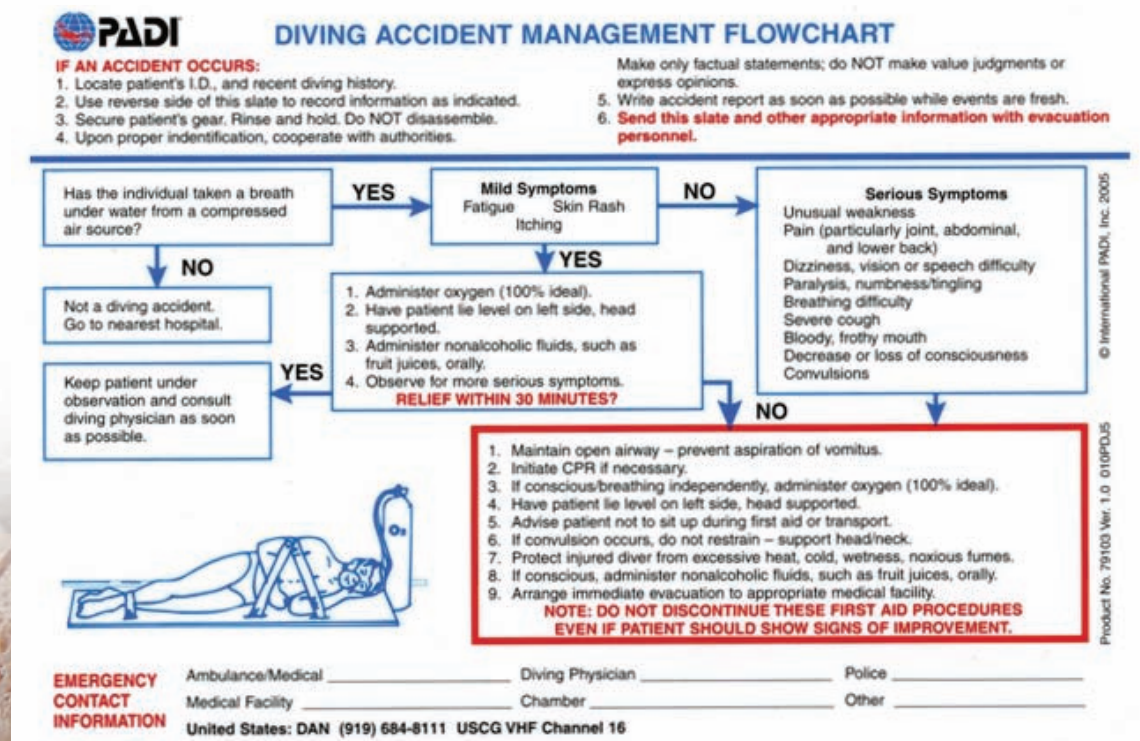 PADI
DIVING ACCIDENT MANAGEMENT FLOWCHART
IF AN ACCIDENT OCCURS:
1. Locate patient's I.D., and recent diving history.
2. Use reverse side of this slate to record information as indicated.
3. Secure patient's gear. Rinse and hold. Do NOT disassemble.
4. Upon proper indentification, cooperate with authorities.
Make only factual statements; do NOT make value judgments or
express opinions.
5. Write accident report as soon as possible while events are fresh.
6. Send this slate and other appropriate information with evacuation
personnel.
Has the individual taken a breath
under water from a compressed
air source?
YES
Mild Symptoms
Fatigue Skin Rash
Itching
NO
Serious Symptoms
Unusual weakness
Pain (particularly joint, abdominal,
and lower back)
Dizziness, vision or speech difficulty
Paralysis, numbness/tingling
Breathing difficulty
Severe cough
Bloody, frothy mouth
Decrease or loss of consciousness
Convulsions
NO
Not a diving accident.
Go to nearest hospital.
YES
1. Administer oxygen (100% ideal).
2. Have patient lie level on left side, head
supported.
3. Administer nonalcoholic fluids, such as
fruit juices, orally.
4. Observe for more serious symptoms.
RELIEF WITHIN 30 MINUTES?
YES
Keep patient under
observation and consult
diving physician as soon
as possible.
NO
1. Maintain open airway – prevent aspiration of vomitus.
2. Initiate CPR if necessary.
3. If conscious/breathing independently, administer oxygen (100% ideal).
4. Have patient lie level on left side, head supported.
5. Advise patient not to sit up during first aid or transport.
6. If convulsion occurs, do not restrain – support head/neck.
7. Protect injured diver from excessive heat, cold, wetness, noxious fumes.
8. If conscious, administer nonalcoholic fluids, such as fruit juices, orally.
9. Arrange immediate evacuation to appropriate medical facility.
NOTE: DO NOT DISCONTINUE THESE FIRST AID PROCEDURES
EVEN IF PATIENT SHOULD SHOW SIGNS OF IMPROVEMENT.
O₂
© International PADI, Inc. 2005
Product No. 79103 Ver. 1.0 010PDJ5
EMERGENCY
CONTACT
INFORMATION
Ambulance/Medical
Diving Physician
Police
Medical Facility
Chamber
Other
United States: DAN (919) 684-8111 USCG VHF Channel 16